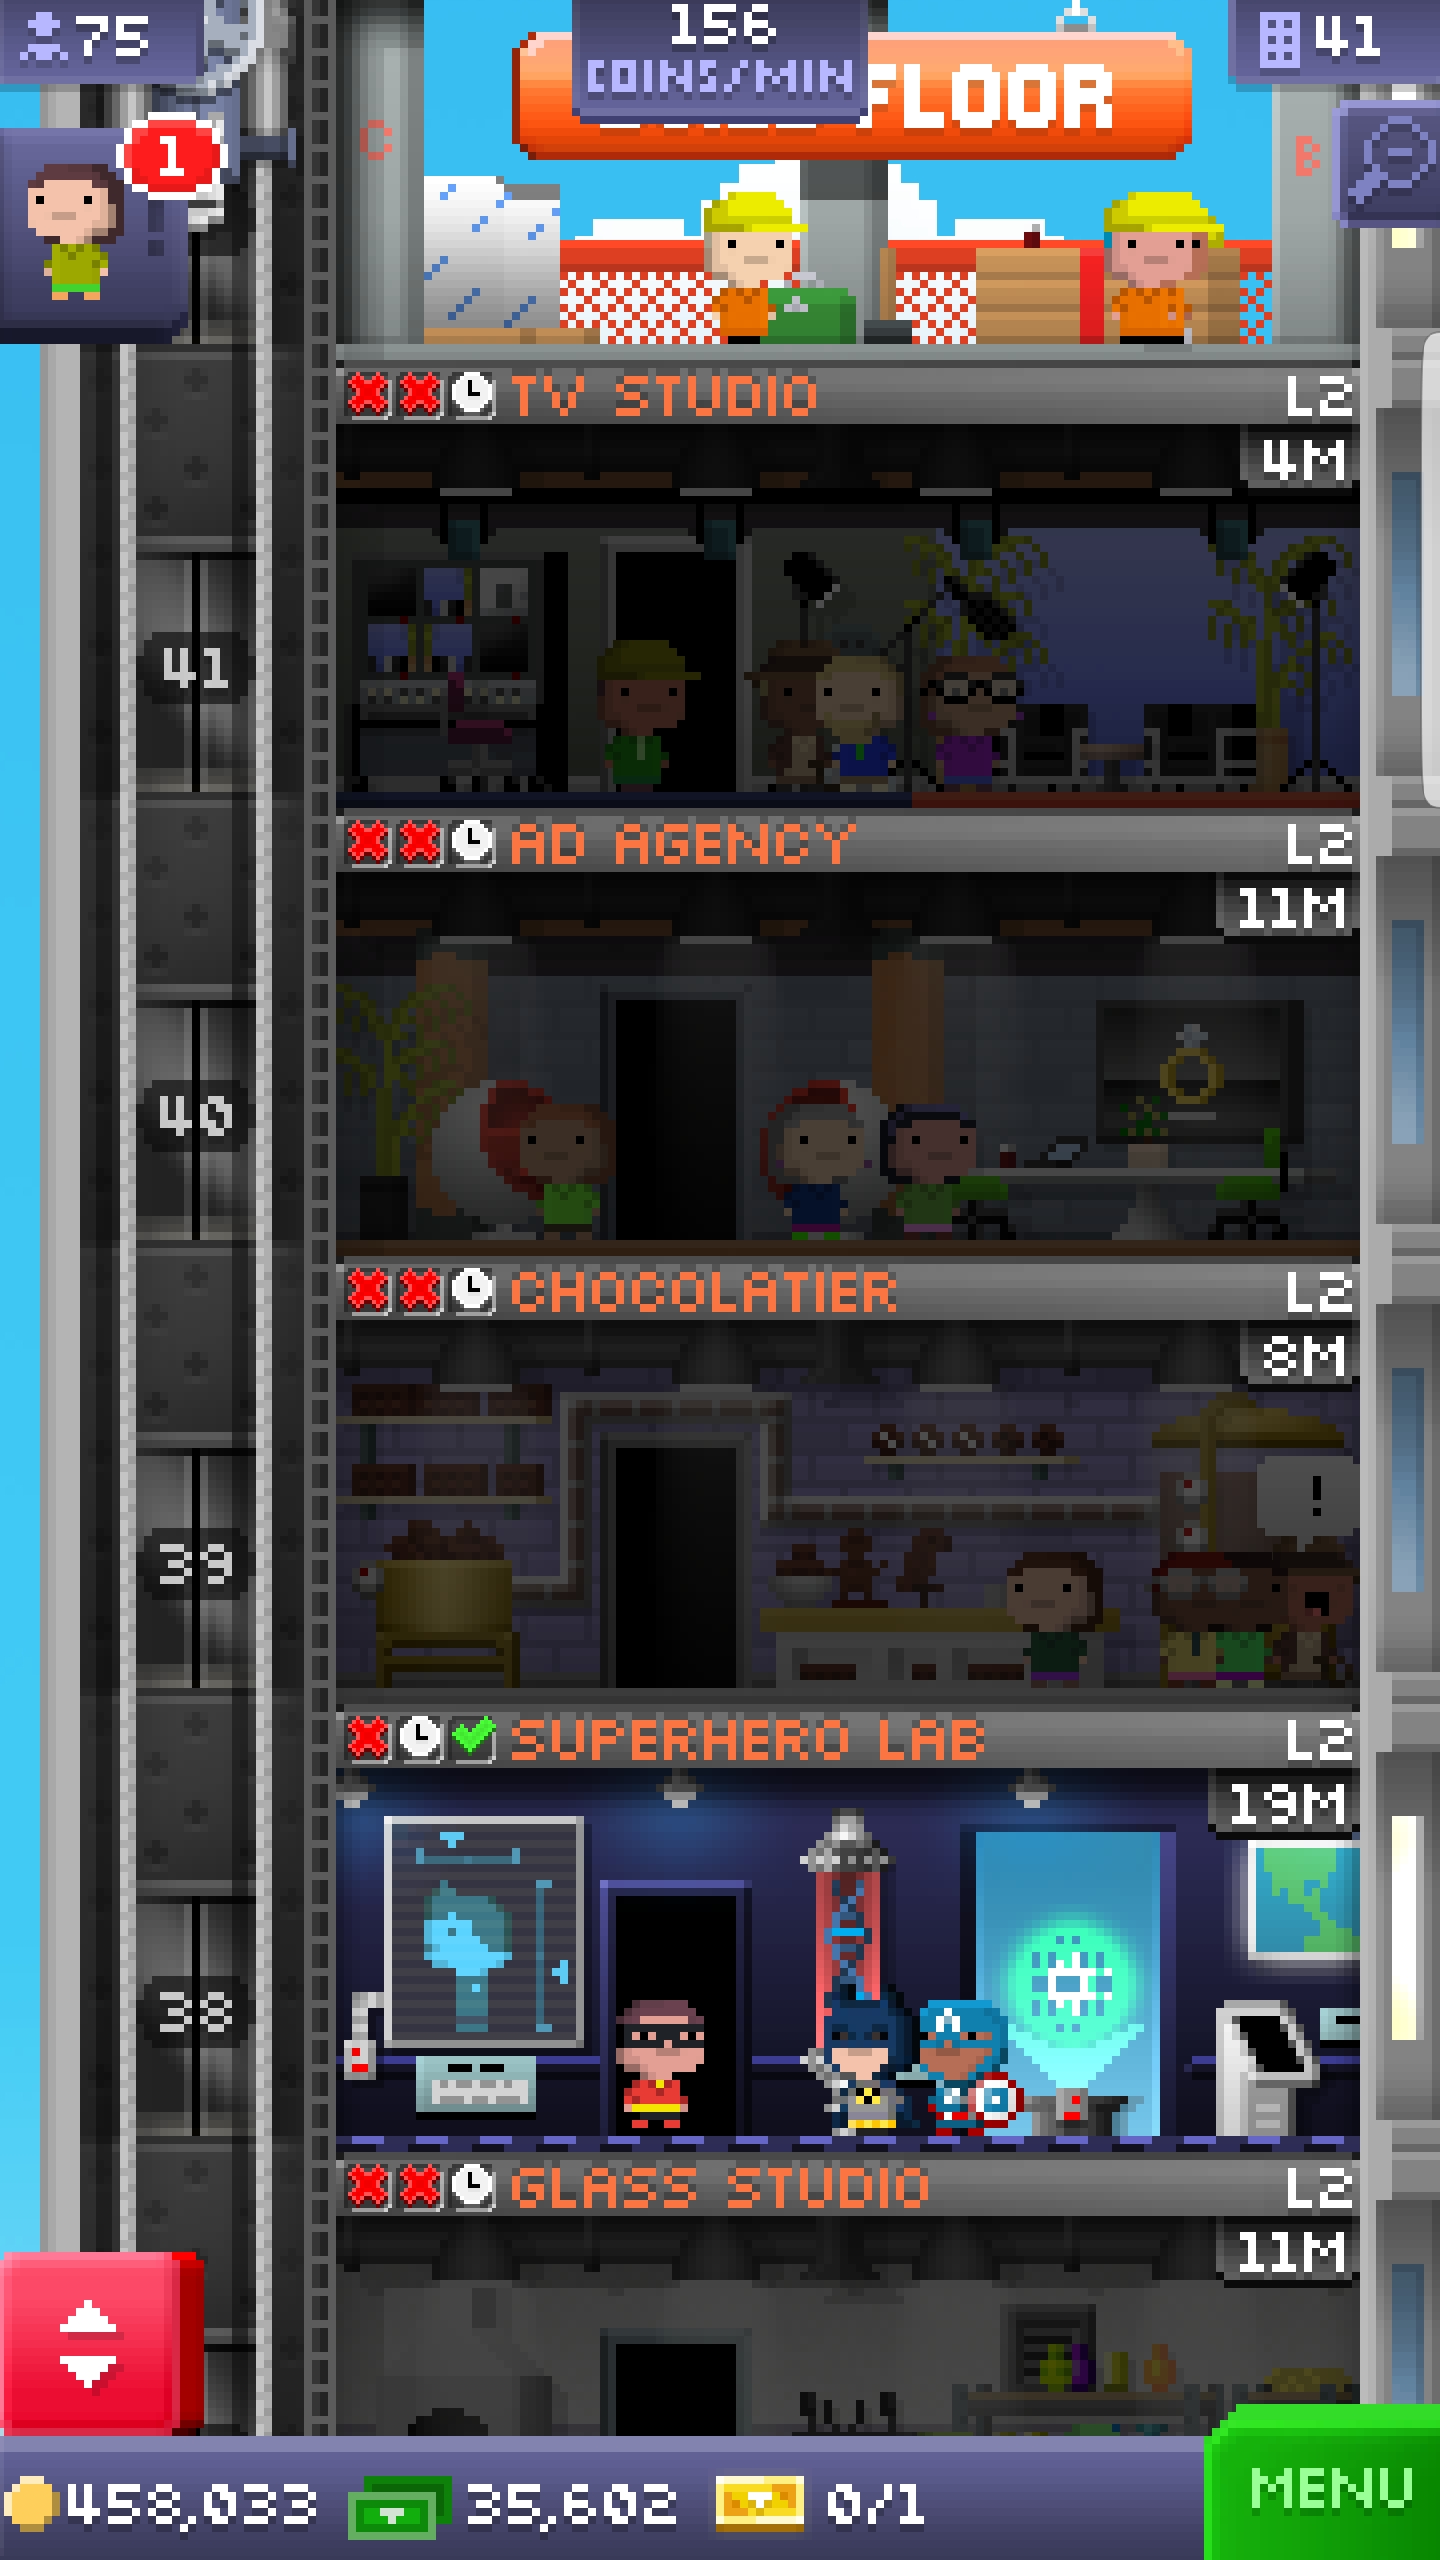 75
156
COINS/MIN
41
1
C
FLOOR
B
TV STUDIO
L2
4M
41
AD AGENCY
L2
11M
40
CHOCOLATIER
L2
8M
!
39
SUPERHERO LAB
L2
19M
38
GLASS STUDIO
L2
11M
458,033
35,602
0/1
MENU